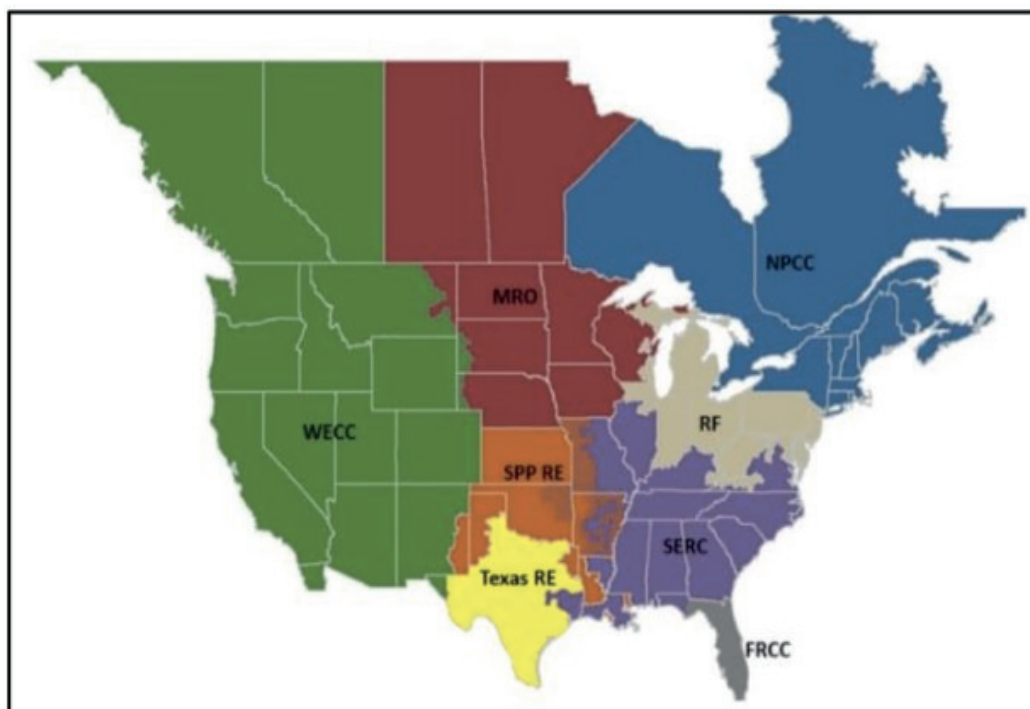 NPCC
MRO
WECC
RF
SPP RE
SERC
Texas RE
FRCC